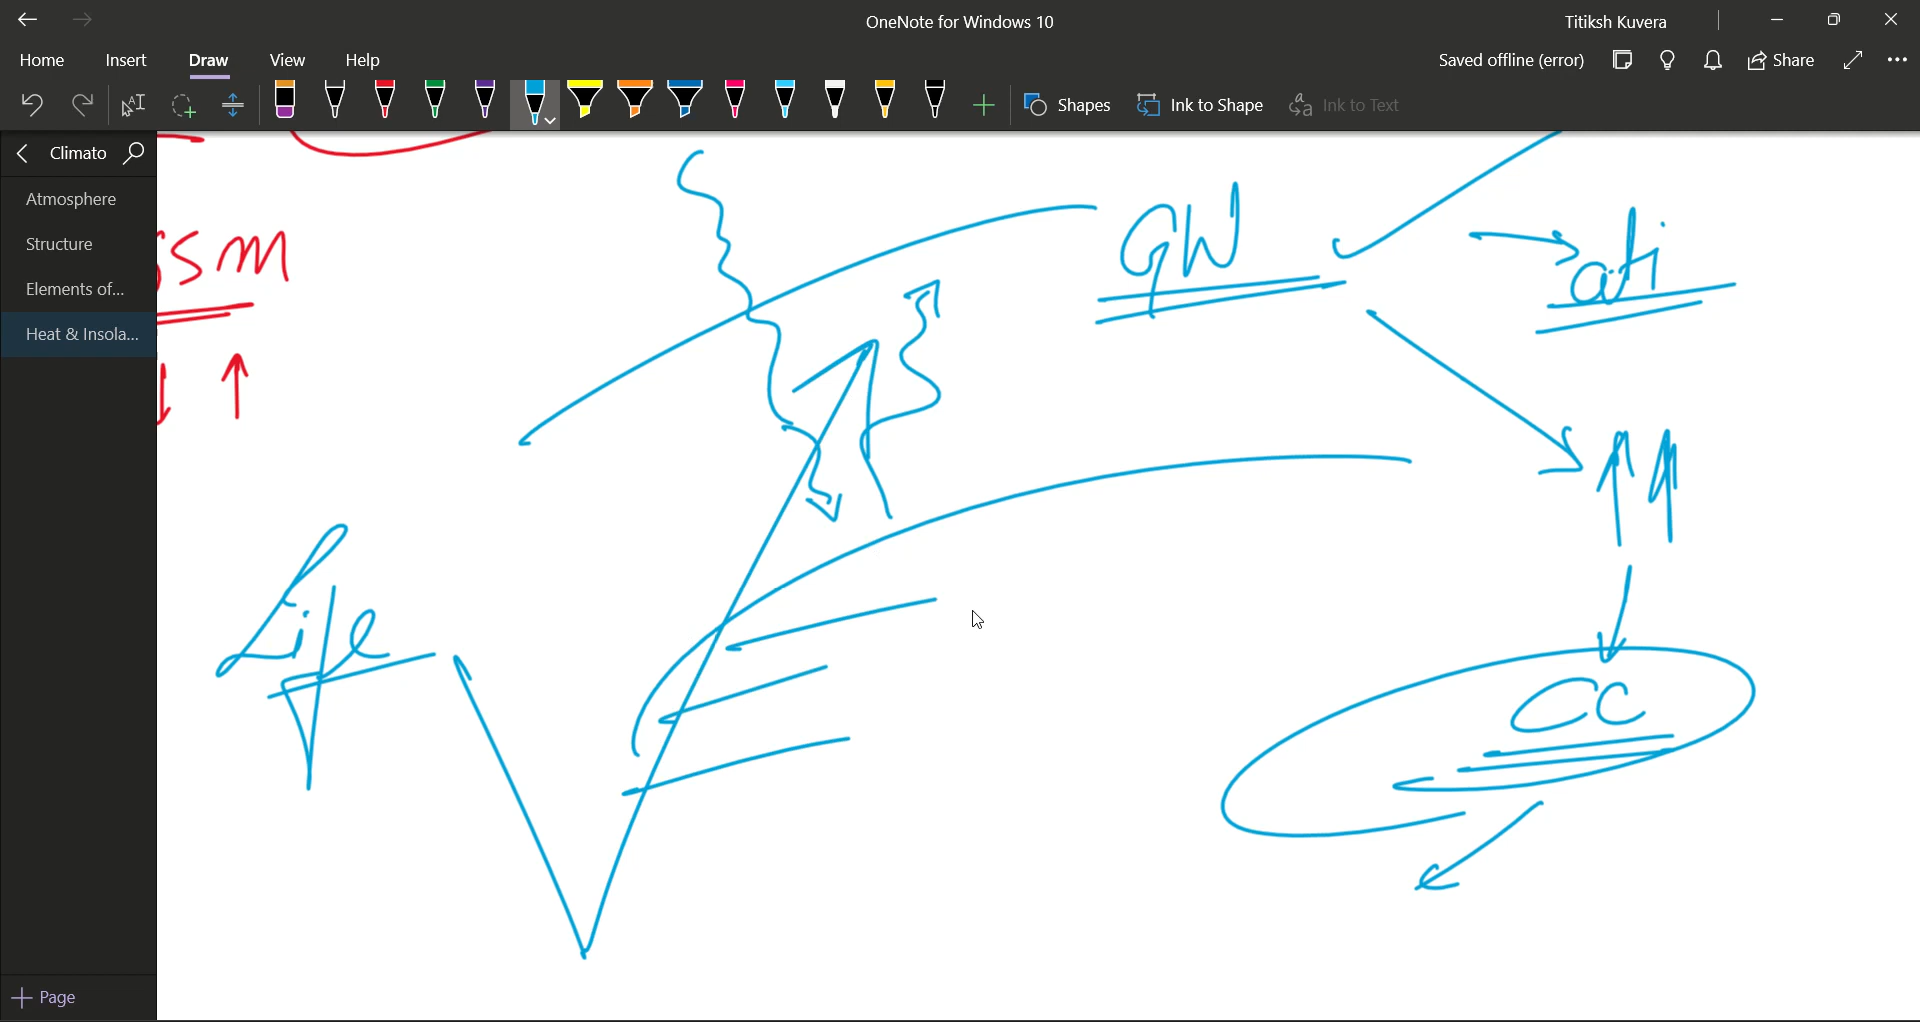 OneNote for Windows 10
Titiksh Kuvera
Home Insert Draw View Help
Saved offline (error) Share
Shapes Ink to Shape Ink to Text
Climato
Atmosphere
Structure
Elements of...
Heat & Insola...
Page
GW
SM
Life
CC